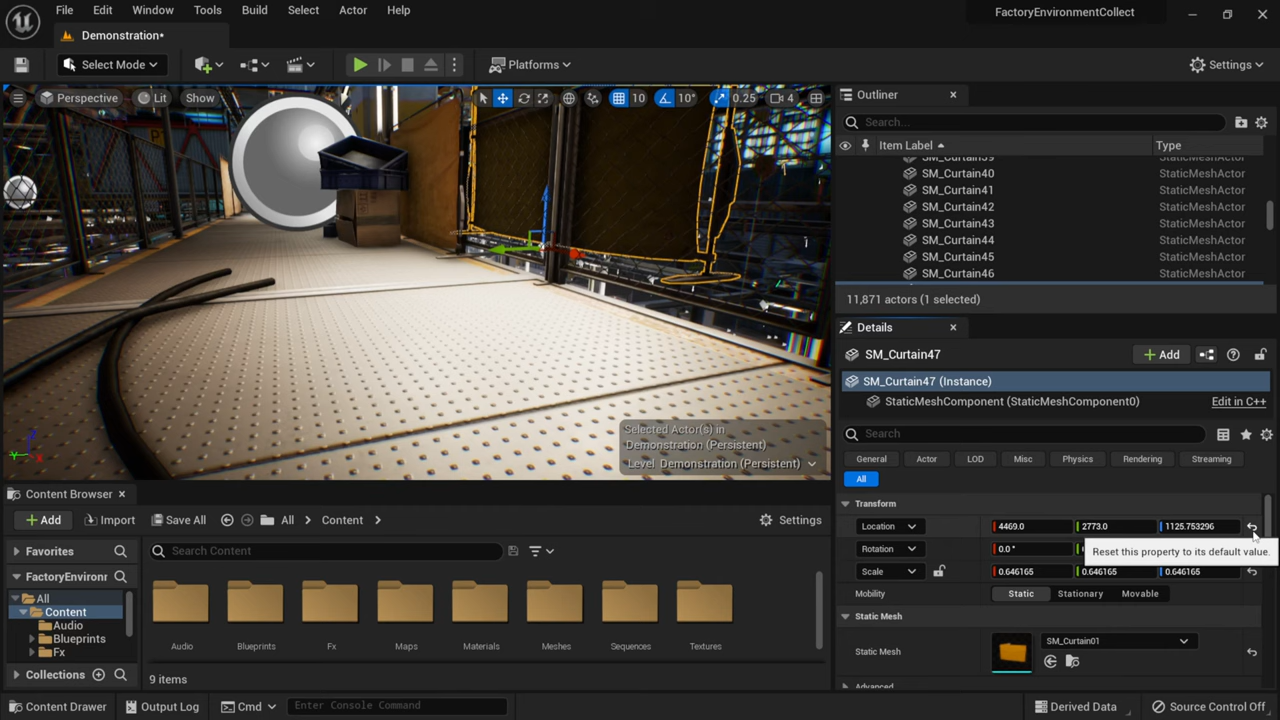 File Edit Window Tools Build Select Actor Help
FactoryEnvironmentCollect
Demonstration*
Select Mode
Platforms
Settings
Perspective Lit Show
10 10° 0.25 4
Selected Actor(s) in
Demonstration (Persistent)
Level Demonstration (Persistent)
Outliner
Search...
Item Label Type
SM_Curtain39 StaticMeshActor
SM_Curtain40 StaticMeshActor
SM_Curtain41 StaticMeshActor
SM_Curtain42 StaticMeshActor
SM_Curtain43 StaticMeshActor
SM_Curtain44 StaticMeshActor
SM_Curtain45 StaticMeshActor
SM_Curtain46 StaticMeshActor
11,871 actors (1 selected)
Details
SM_Curtain47
Add
SM_Curtain47 (Instance)
StaticMeshComponent (StaticMeshComponent0) Edit in C++
Search
General Actor LOD Misc Physics Rendering Streaming
All
Transform
Location 4469.0 2773.0 1125.753296
Rotation 0.0 °
Reset this property to its default value.
Scale 0.646165 0.646165 0.646165
Mobility Static Stationary Movable
Static Mesh
Static Mesh SM_Curtain01
Advanced
Content Browser
Add Import Save All All Content Settings
Favorites
Search Content
FactoryEnvironr
All
Content
Audio
Blueprints
Fx
Collections
Audio Blueprints Fx Maps Materials Meshes Sequences Textures
9 items
Content Drawer Output Log Cmd Enter Console Command Derived Data Source Control Off